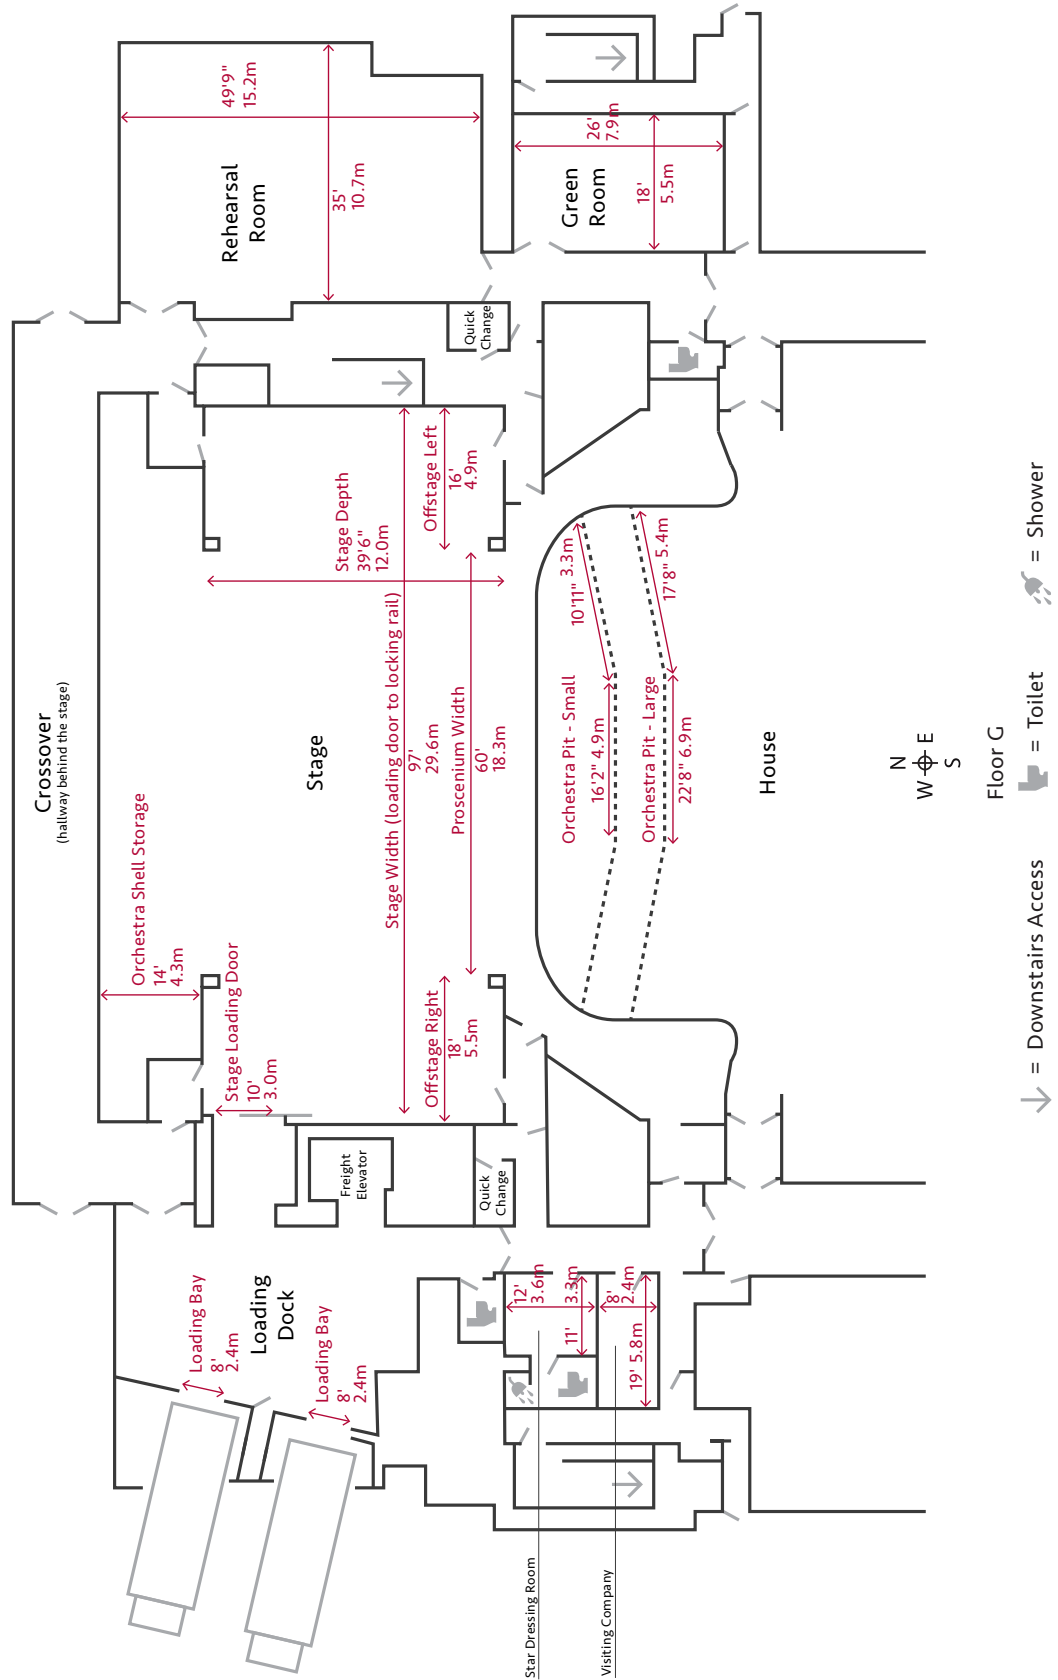 Crossover
(hallway behind the stage)
Orchestra Shell Storage
14'
4.3m
Rehearsal
Room
49'9"
15.2m
35'
10.7m
Stage
Stage Loading Door
10'
3.0m
Stage Depth
39'6"
12.0m
Stage Width (loading door to locking rail)
97'
29.6m
Offstage Left
16'
4.9m
Proscenium Width
60'
18.3m
Offstage Right
18'
5.5m
Quick
Change
Green
Room
26'
7.9m
18'
5.5m
Loading
Dock
Loading Bay
8'
2.4m
Loading Bay
8'
2.4m
Freight
Elevator
Quick
Change
Orchestra Pit - Small
16'2" 4.9m
10'11" 3.3m
Orchestra Pit - Large
22'8" 6.9m
17'8" 5.4m
12'
3.6m
11'
3.3m
8'
2.4m
19' 5.8m
Star Dressing Room
Visiting Company
House
N
W E
S
Floor G
= Downstairs Access
= Toilet
= Shower